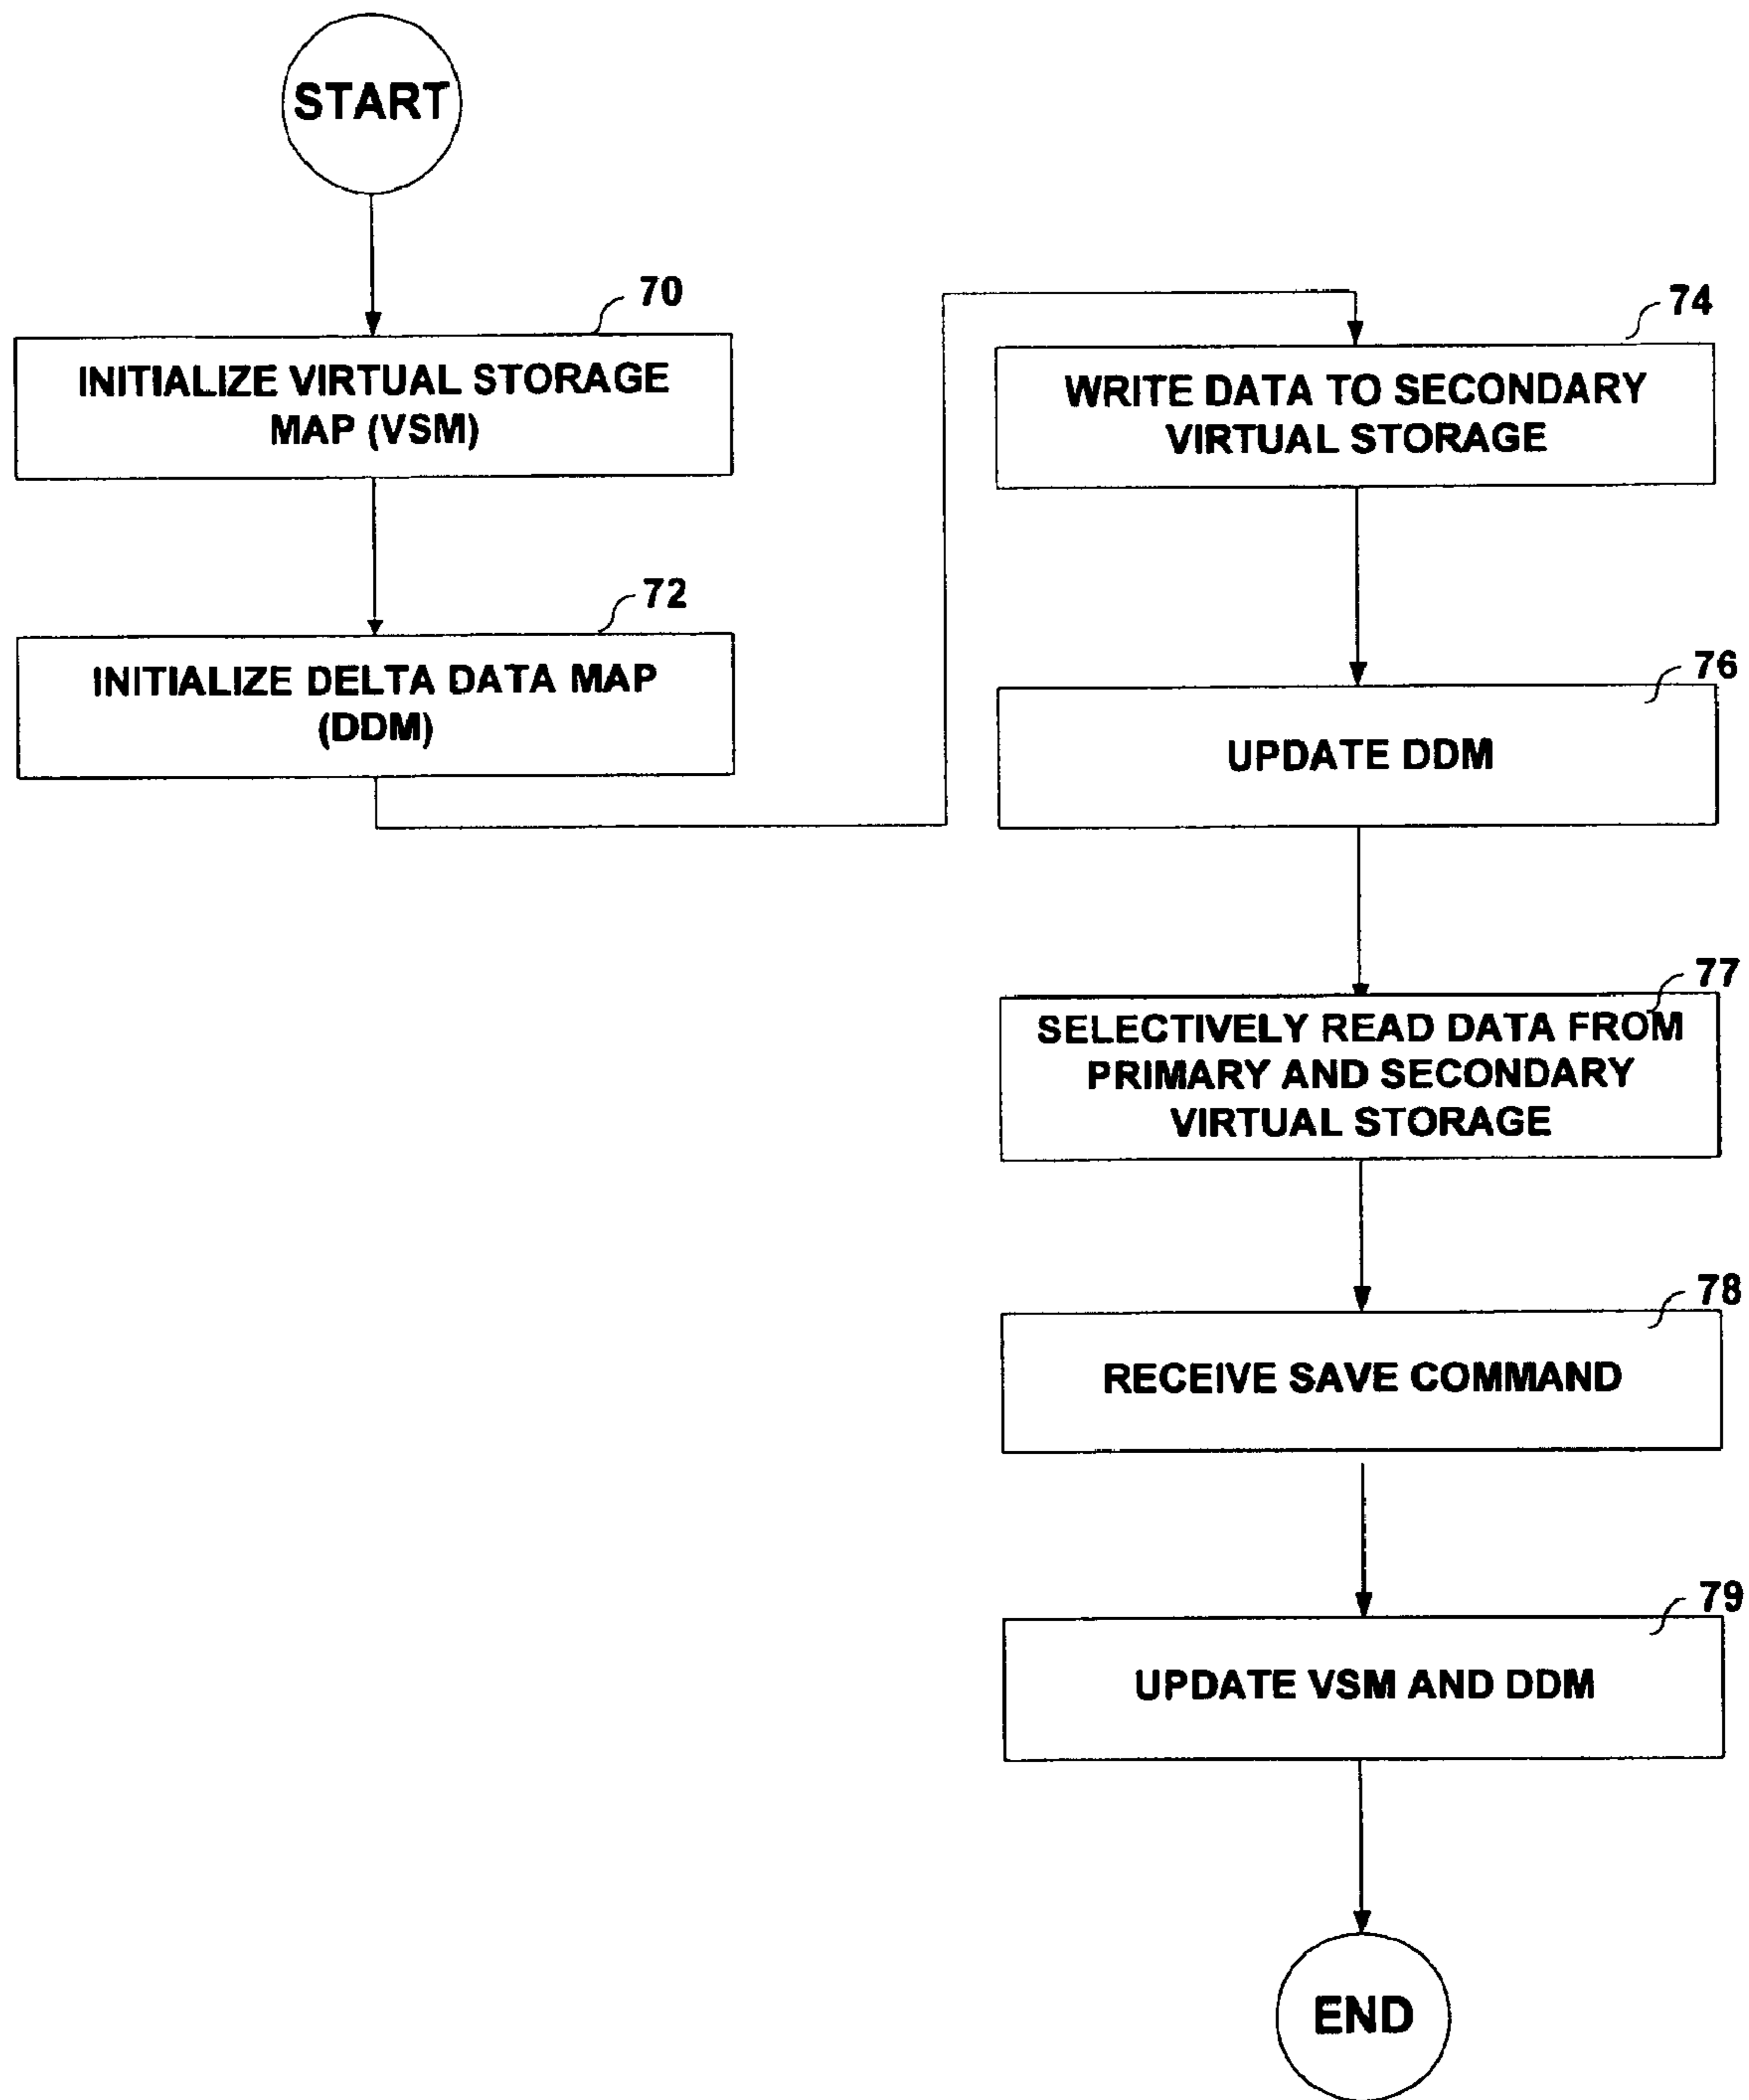 START
70
INITIALIZE VIRTUAL STORAGE
MAP (VSM)
72
INITIALIZE DELTA DATA MAP
(DDM)
74
WRITE DATA TO SECONDARY
VIRTUAL STORAGE
76
UPDATE DDM
77
SELECTIVELY READ DATA FROM
PRIMARY AND SECONDARY
VIRTUAL STORAGE
78
RECEIVE SAVE COMMAND
79
UPDATE VSM AND DDM
END